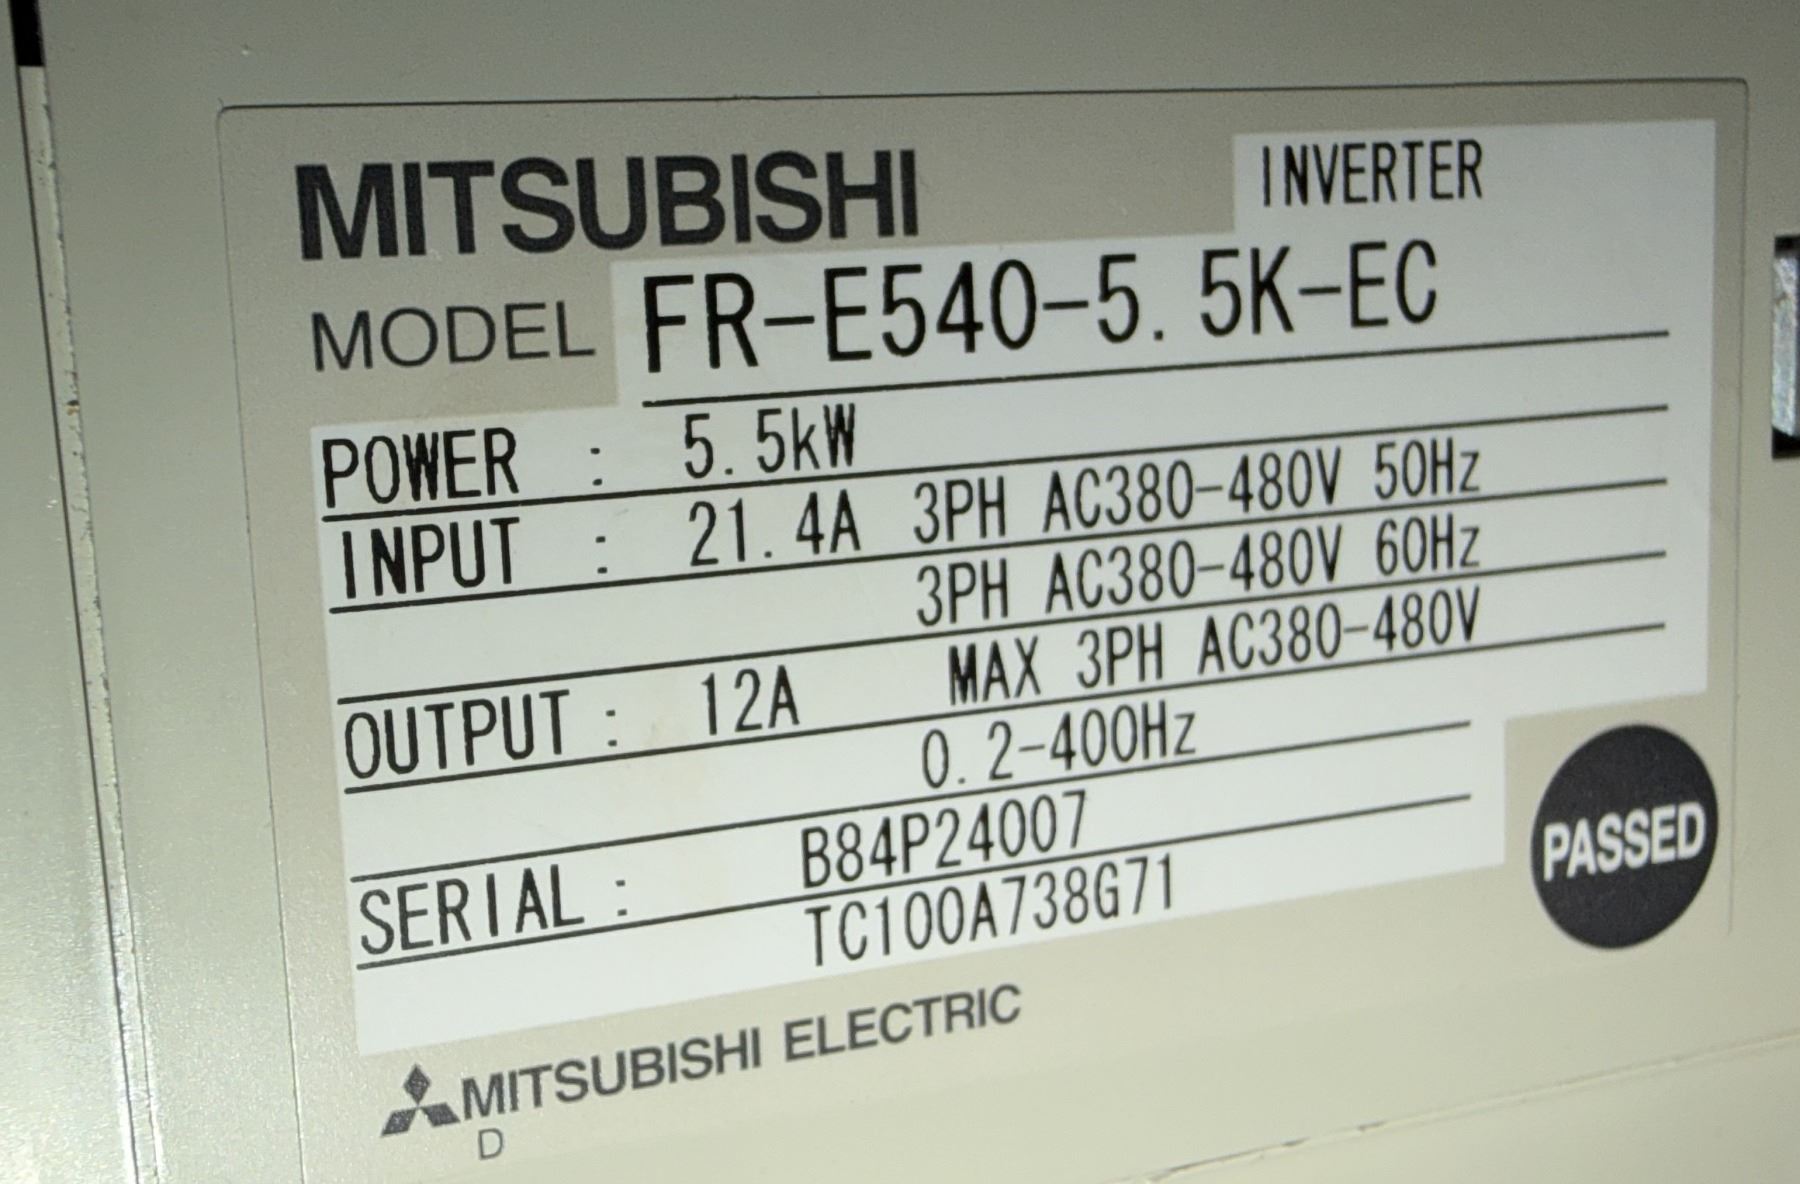 MITSUBISHI INVERTER
MODEL FR-E540-5.5K-EC
POWER : 5.5kW
INPUT : 21.4A 3PH AC380-480V 50Hz
3PH AC380-480V 60Hz
OUTPUT : 12A MAX 3PH AC380-480V
0.2-400Hz
SERIAL : B84P24007
TC100A738G71
PASSED
MITSUBISHI ELECTRIC
D